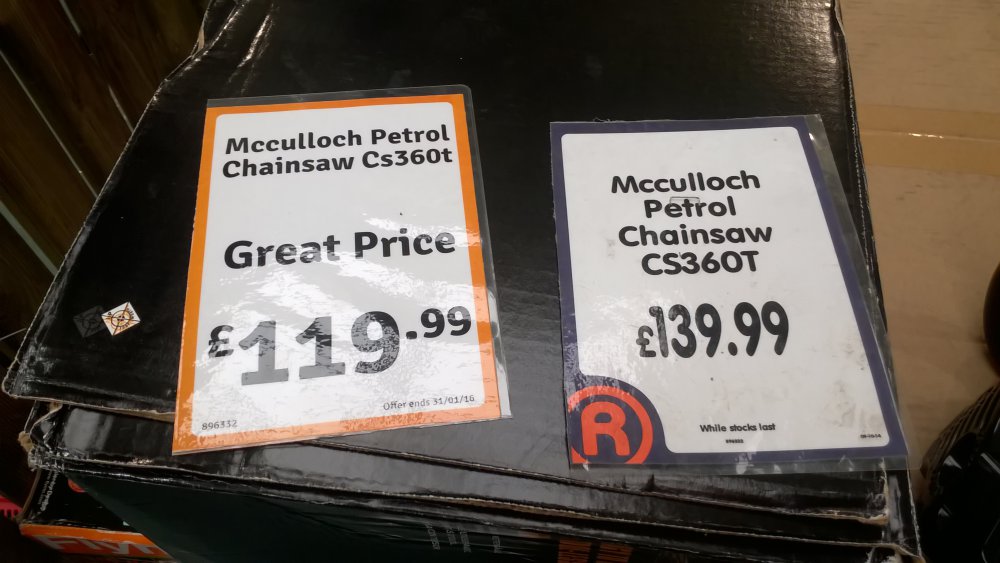 Mcculloch Petrol
Chainsaw Cs360t
Great Price
£119.99
Offer ends 31/01/16
896332
Mcculloch
Petrol
Chainsaw
CS360T
£139.99
R
While stocks last
896332